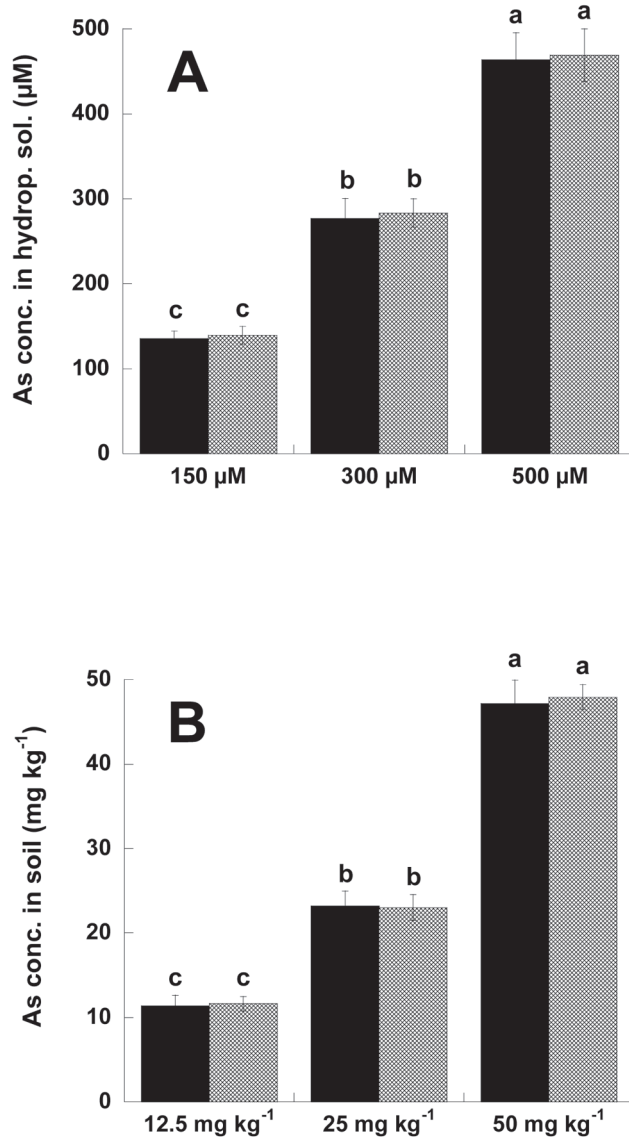 A
As conc. in hydrop. sol. (µM)
500
400
300
200
100
0
c c
b b
a a
150 µM 300 µM 500 µM
B
As conc. in soil (mg kg⁻¹)
50
40
30
20
10
0
c c
b b
a a
12.5 mg kg⁻¹ 25 mg kg⁻¹ 50 mg kg⁻¹